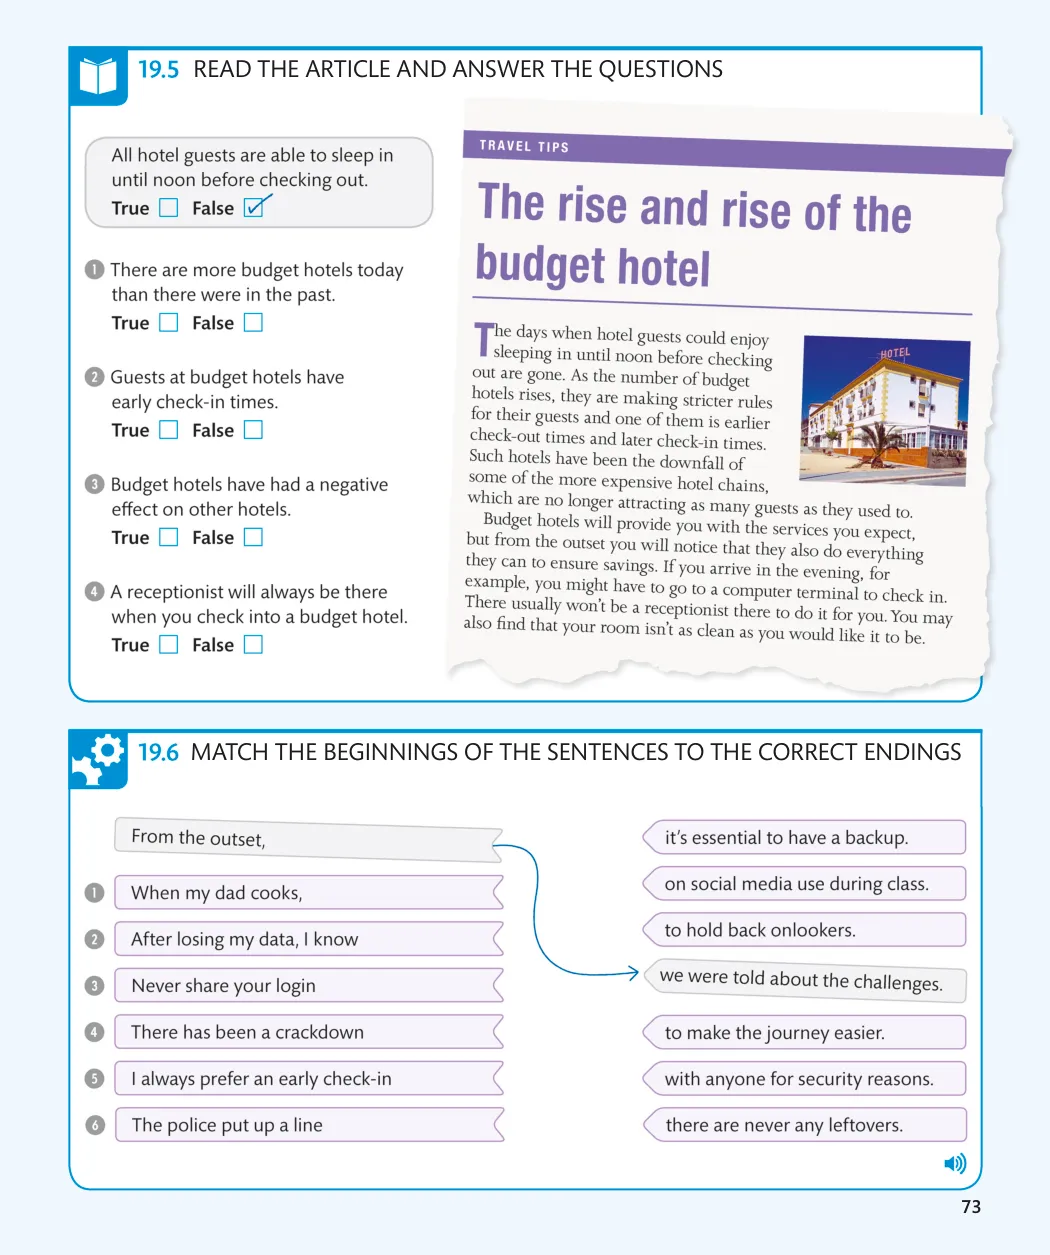 19.5 READ THE ARTICLE AND ANSWER THE QUESTIONS
All hotel guests are able to sleep in
until noon before checking out.
True False
1 There are more budget hotels today
than there were in the past.
True False
2 Guests at budget hotels have
early check-in times.
True False
3 Budget hotels have had a negative
effect on other hotels.
True False
4 A receptionist will always be there
when you check into a budget hotel.
True False
TRAVEL TIPS
The rise and rise of the
budget hotel
The days when hotel guests could enjoy
sleeping in until noon before checking
out are gone. As the number of budget
hotels rises, they are making stricter rules
for their guests and one of them is earlier
check-out times and later check-in times.
Such hotels have been the downfall of
some of the more expensive hotel chains,
which are no longer attracting as many guests as they used to.
Budget hotels will provide you with the services you expect,
but from the outset you will notice that they also do everything
they can to ensure savings. If you arrive in the evening, for
example, you might have to go to a computer terminal to check in.
There usually won't be a receptionist there to do it for you. You may
also find that your room isn't as clean as you would like it to be.
HOTEL
19.6 MATCH THE BEGINNINGS OF THE SENTENCES TO THE CORRECT ENDINGS
From the outset,
1 When my dad cooks,
2 After losing my data, I know
3 Never share your login
4 There has been a crackdown
5 I always prefer an early check-in
6 The police put up a line
it's essential to have a backup.
on social media use during class.
to hold back onlookers.
we were told about the challenges.
to make the journey easier.
with anyone for security reasons.
there are never any leftovers.
73